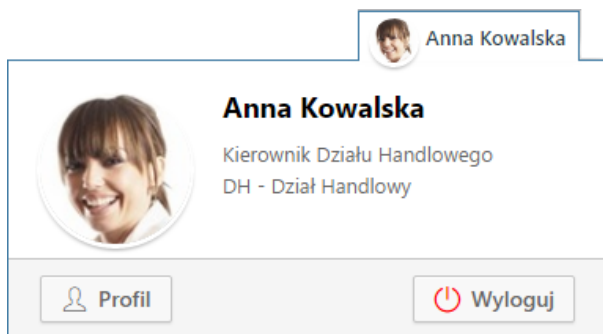 Anna Kowalska
Anna Kowalska
Kierownik Działu Handlowego
DH - Dział Handlowy
Profil
Wyloguj